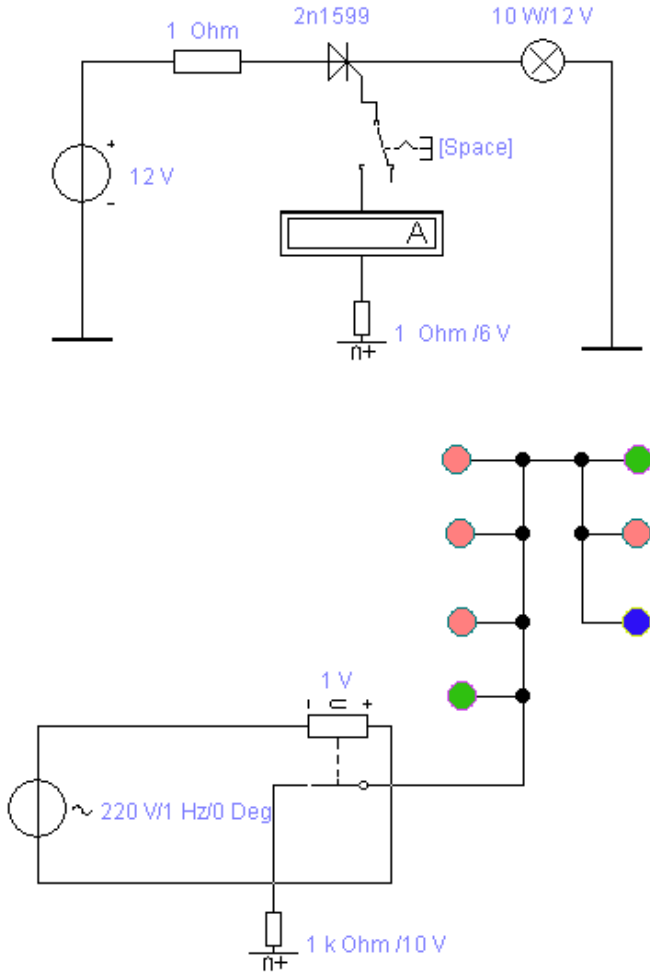 2n1599
10 W/12 V
1 Ohm
[Space]
+
12 V
-
A
1 Ohm /6 V
n+
1 V
- U +
~ 220 V/1 Hz/0 Deg
1 k Ohm /10 V
n+